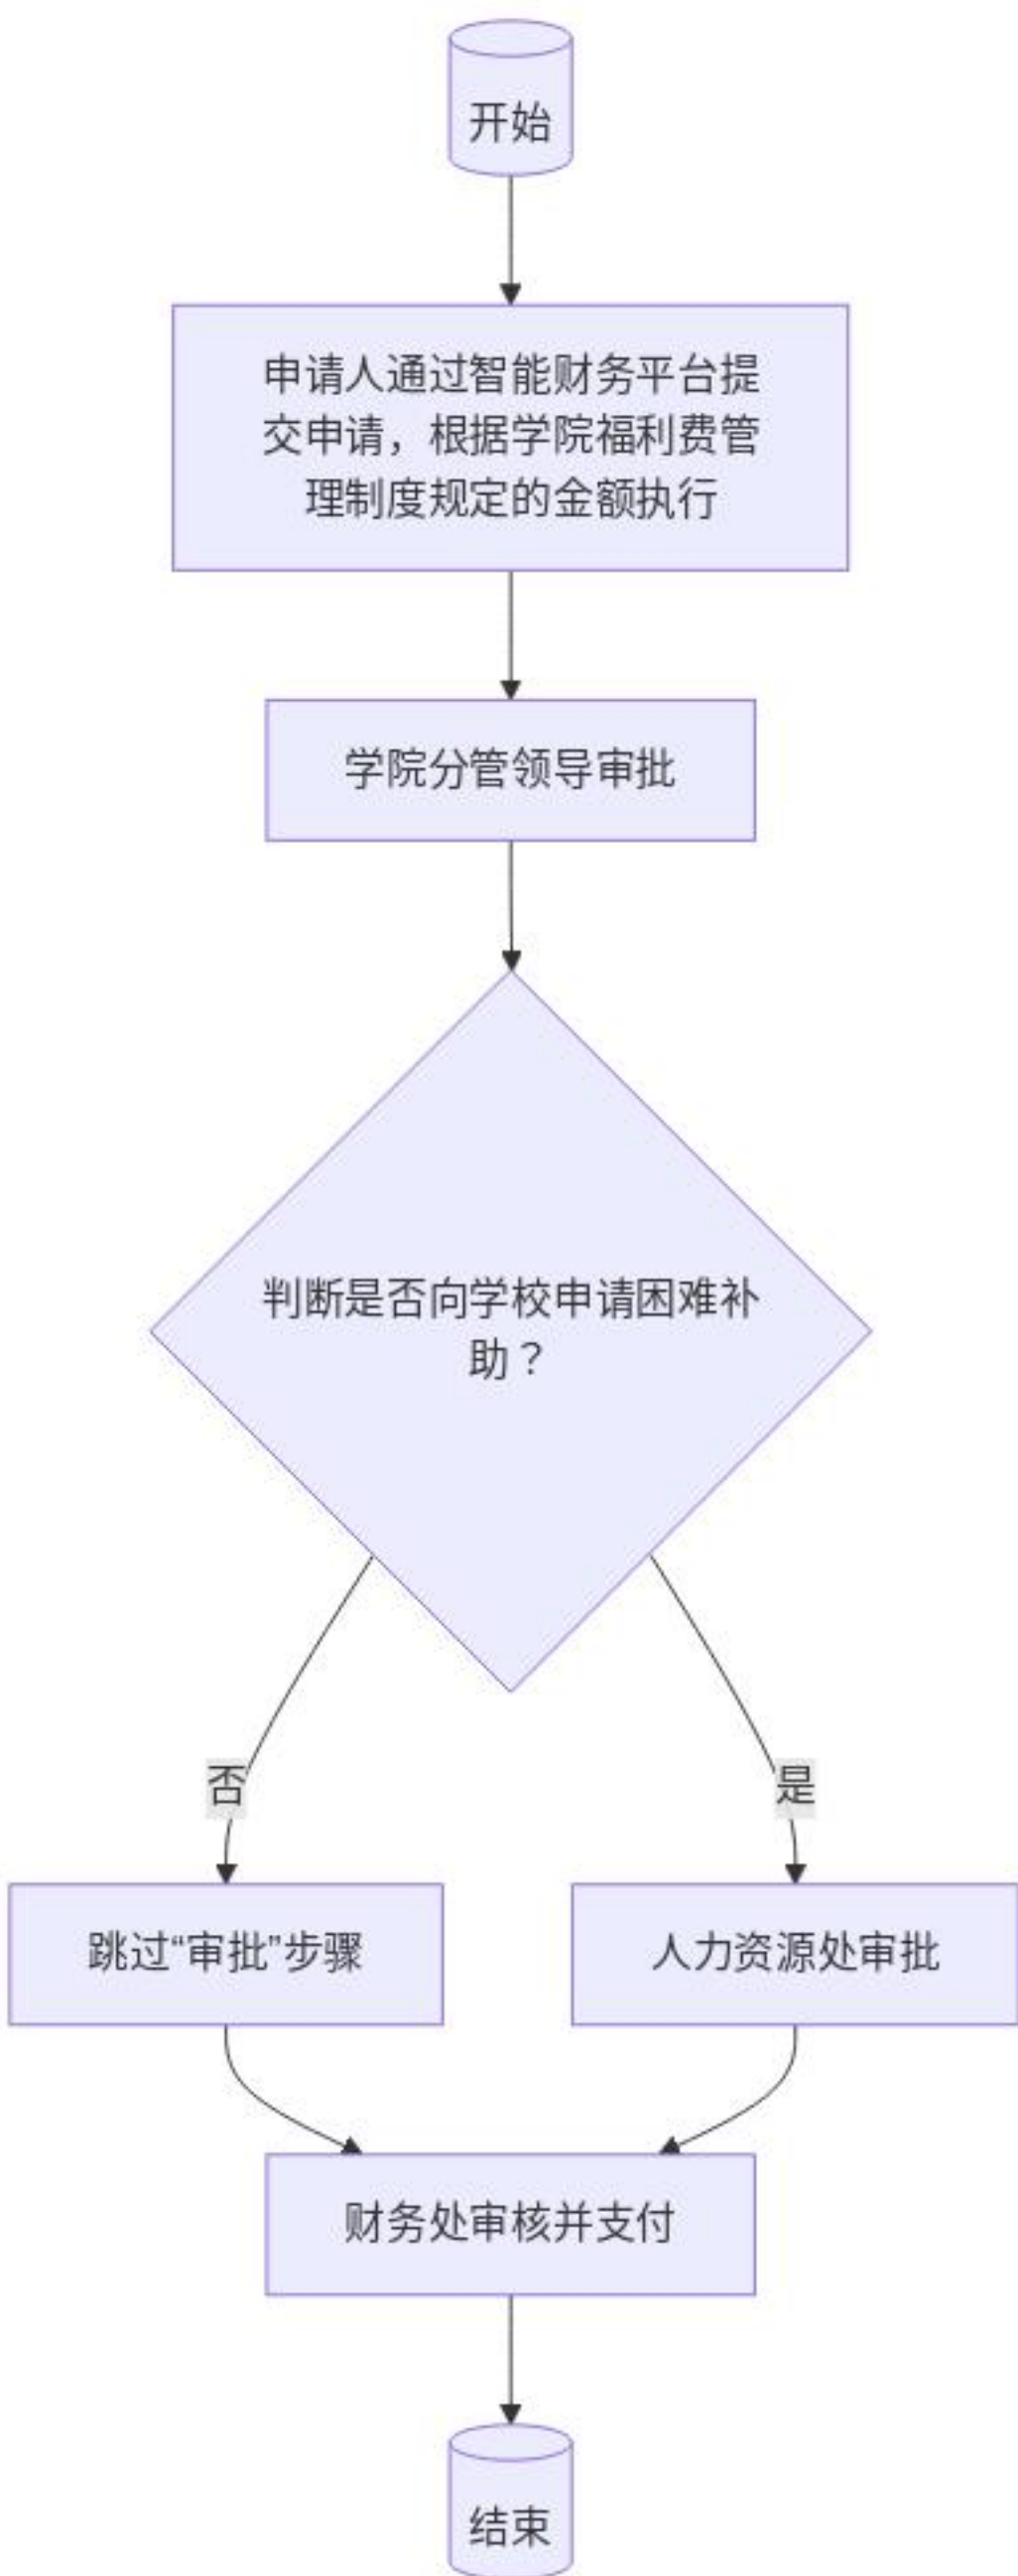 开始
申请人通过智能财务平台提
交申请，根据学院福利费管
理制度规定的金额执行
学院分管领导审批
判断是否向学校申请困难补
助？
否
是
跳过“审批”步骤
人力资源处审批
财务处审核并支付
结束